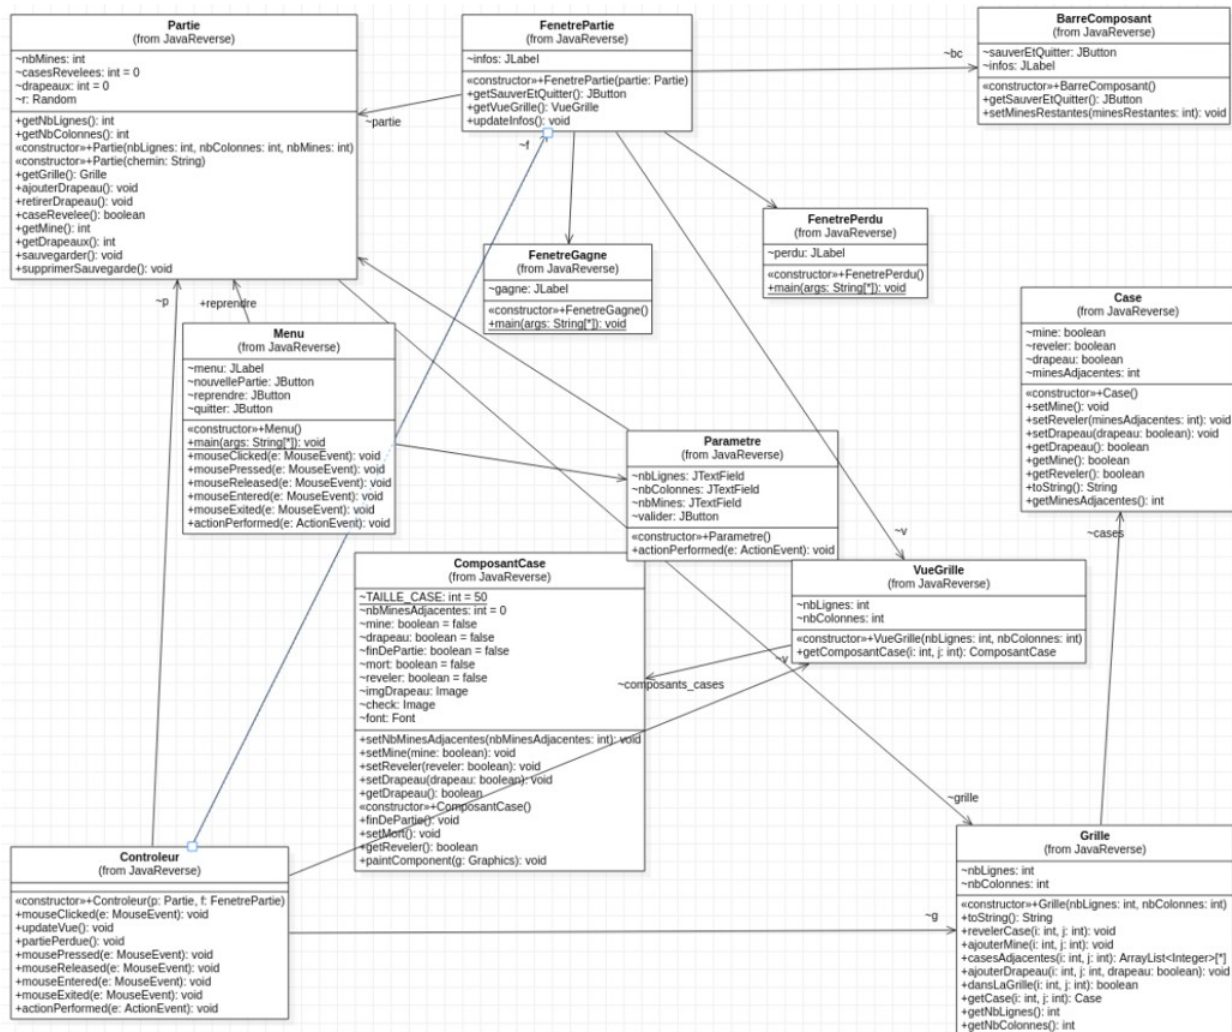 Partie
(from JavaReverse)
~nbMines: int
~casesRevelees: int = 0
~drapeaux: int = 0
~r: Random
+getNbLignes(): int
+getNbColonnes(): int
«constructor»+Partie(nbLignes: int, nbColonnes: int, nbMines: int)
«constructor»+Partie(chemin: String)
+getGrille(): Grille
+ajouterDrapeau(): void
+retirerDrapeau(): void
+caseRevelee(): boolean
+getMine(): int
+getDrapeaux(): int
+sauvegarder(): void
+supprimerSauvegarde(): void
FenetrePartie
(from JavaReverse)
~infos: JLabel
«constructor»+FenetrePartie(partie: Partie)
+getSauverEtQuitter(): JButton
+getVueGrille(): VueGrille
+updateInfos(): void
~bc
BarreComposant
(from JavaReverse)
~sauverEtQuitter: JButton
~infos: JLabel
«constructor»+BarreComposant()
+getSauverEtQuitter(): JButton
+setMinesRestantes(minesRestantes: int): void
~partie
~f
FenetrePerdu
(from JavaReverse)
~perdu: JLabel
«constructor»+FenetrePerdu()
+main(args: String[*]): void
FenetreGagne
(from JavaReverse)
~gagne: JLabel
«constructor»+FenetreGagne()
+main(args: String[*]): void
~p
+reprendre
Menu
(from JavaReverse)
~menu: JLabel
~nouvellePartie: JButton
~reprendre: JButton
~quitter: JButton
«constructor»+Menu()
+main(args: String[*]): void
+mouseClicked(e: MouseEvent): void
+mousePressed(e: MouseEvent): void
+mouseReleased(e: MouseEvent): void
+mouseEntered(e: MouseEvent): void
+mouseExited(e: MouseEvent): void
+actionPerformed(e: ActionEvent): void
Case
(from JavaReverse)
~mine: boolean
~reveler: boolean
~drapeau: boolean
~minesAdjacentes: int
«constructor»+Case()
+setMine(): void
+setReveler(minesAdjacentes: int): void
+setDrapeau(drapeau: boolean): void
+getDrapeau(): boolean
+getMine(): boolean
+getReveler(): boolean
+toString(): String
+getMinesAdjacentes(): int
Parametre
(from JavaReverse)
~nbLignes: JTextField
~nbColonnes: JTextField
~nbMines: JTextField
~valider: JButton
«constructor»+Parametre()
+actionPerformed(e: ActionEvent): void
~v
~cases
ComposantCase
(from JavaReverse)
~TAILLE_CASE: int = 50
~nbMinesAdjacentes: int = 0
~mine: boolean = false
~drapeau: boolean = false
~finDePartie: boolean = false
~mort: boolean = false
~reveler: boolean = false
~imgDrapeau: Image
~check: Image
~font: Font
+setNbMinesAdjacentes(nbMinesAdjacentes: int): void
+setMine(mine: boolean): void
+setReveler(reveler: boolean): void
+setDrapeau(drapeau: boolean): void
+getDrapeau(): boolean
«constructor»+ComposantCase()
+finDePartie(): void
+setMort(): void
+getReveler(): boolean
+paintComponent(g: Graphics): void
VueGrille
(from JavaReverse)
~nbLignes: int
~nbColonnes: int
«constructor»+VueGrille(nbLignes: int, nbColonnes: int)
+getComposantCase(i: int, j: int): ComposantCase
~v
~composants_cases
~grille
Controleur
(from JavaReverse)
«constructor»+Controleur(p: Partie, f: FenetrePartie)
+mouseClicked(e: MouseEvent): void
+updateVue(): void
+partiePerdue(): void
+mousePressed(e: MouseEvent): void
+mouseReleased(e: MouseEvent): void
+mouseEntered(e: MouseEvent): void
+mouseExited(e: MouseEvent): void
+actionPerformed(e: ActionEvent): void
~g
Grille
(from JavaReverse)
~nbLignes: int
~nbColonnes: int
«constructor»+Grille(nbLignes: int, nbColonnes: int)
+toString(): String
+revelerCase(i: int, j: int): void
+ajouterMine(i: int, j: int): void
+casesAdjacentes(i: int, j: int): ArrayList<Integer>[*]
+ajouterDrapeau(i: int, j: int, drapeau: boolean): void
+dansLaGrille(i: int, j: int): boolean
+getCase(i: int, j: int): Case
+getNbLignes(): int
+getNbColonnes(): int